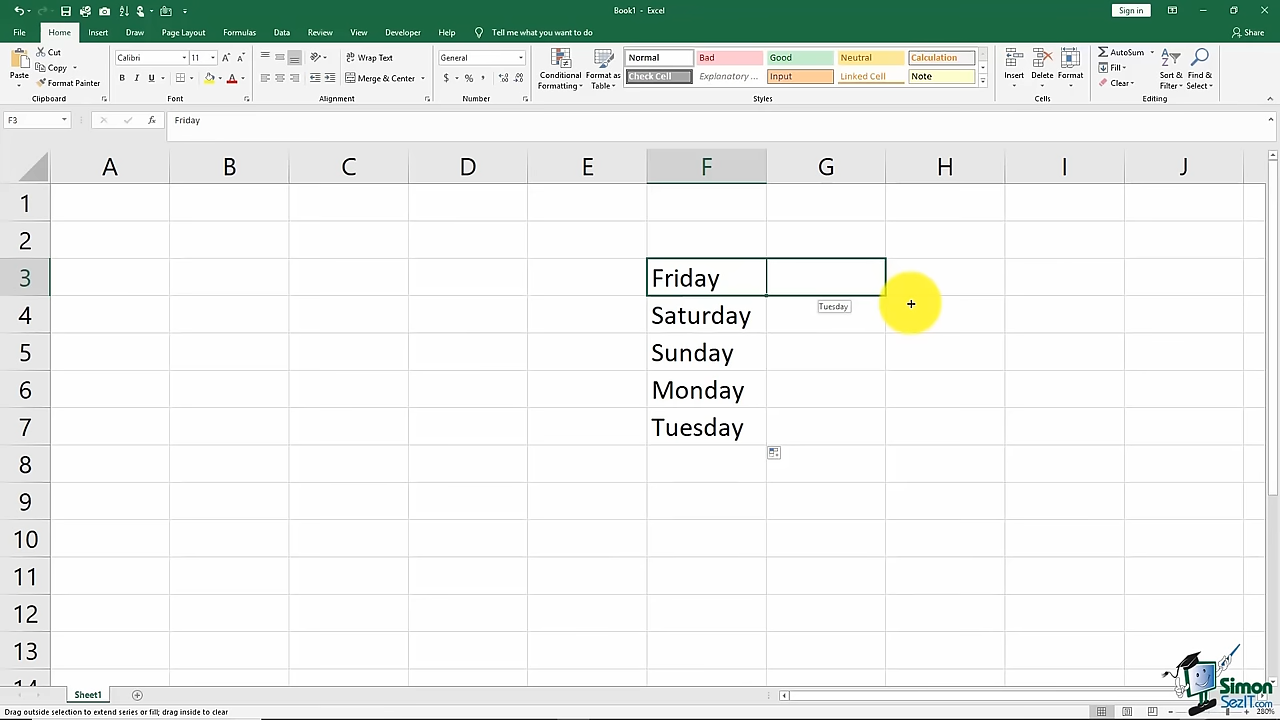 Book1 - Excel
Sign in
File Home Insert Draw Page Layout Formulas Data Review View Developer Help Tell me what you want to do Share
Paste
Cut
Copy
Format Painter
Clipboard
Calibri 11
B I U
Font
Wrap Text
Merge & Center
Alignment
General
$ % ,
Number
Conditional Formatting
Format as Table
Normal Bad Good Neutral Calculation
Check Cell Explanatory ... Input Linked Cell Note
Styles
Insert Delete Format
Cells
AutoSum
Fill
Clear
Sort & Filter
Find & Select
Editing
F3 fx Friday
A B C D E F G H I J
1
2
3 Friday
Tuesday
4 Saturday
5 Sunday
6 Monday
7 Tuesday
8
9
10
11
12
13
14
Sheet1
Drag outside selection to extend series or fill; drag inside to clear
280%
Simon
SezIT.com